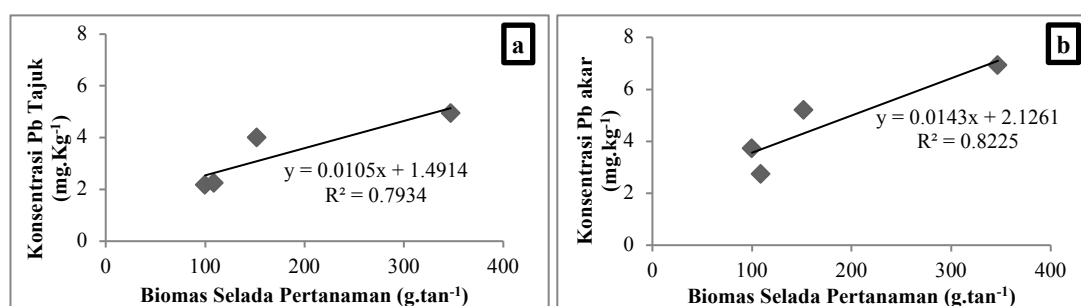 a
Konsentrasi Pb Tajuk
(mg.Kg⁻¹)
8
6
4
2
0
y = 0.0105x + 1.4914
R² = 0.7934
0 100 200 300 400
Biomas Selada Pertanaman (g.tan⁻¹)
b
Konsentrasi Pb akar
(mg.kg⁻¹)
8
6
4
2
0
y = 0.0143x + 2.1261
R² = 0.8225
0 100 200 300 400
Biomas Selada Pertanaman (g.tan⁻¹)